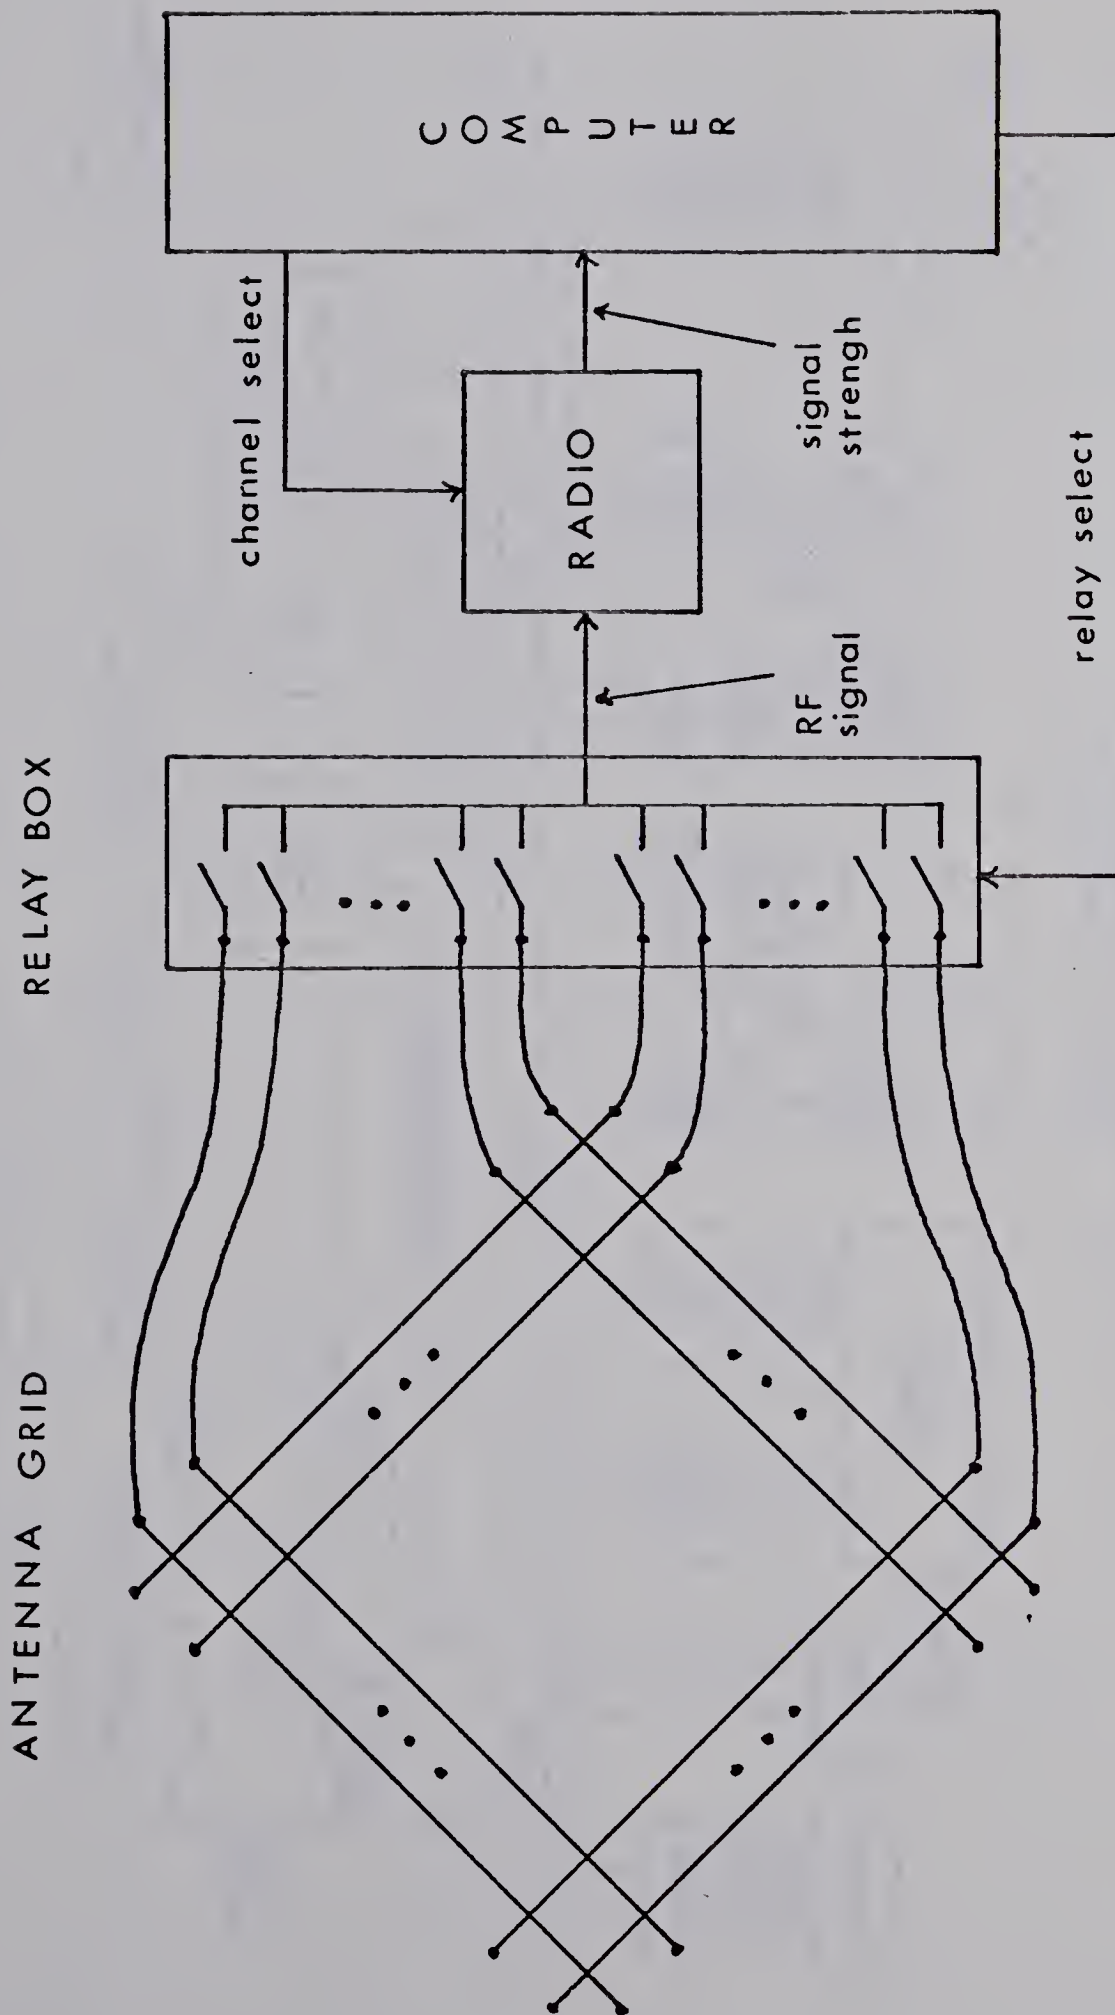 ANTENNA GRID
RELAY BOX
COMPUTER
channel select
RADIO
signal
strengh
RF
signal
relay select